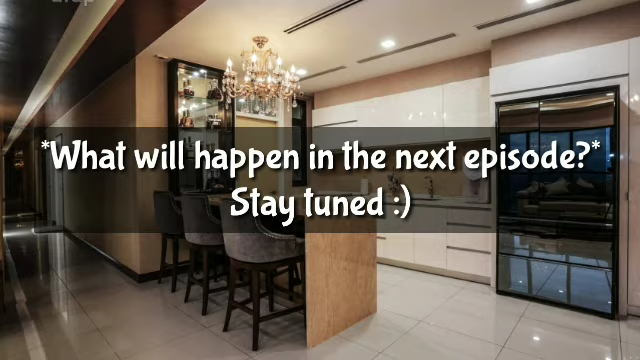 *What will happen in the next episode?*
Stay tuned :)